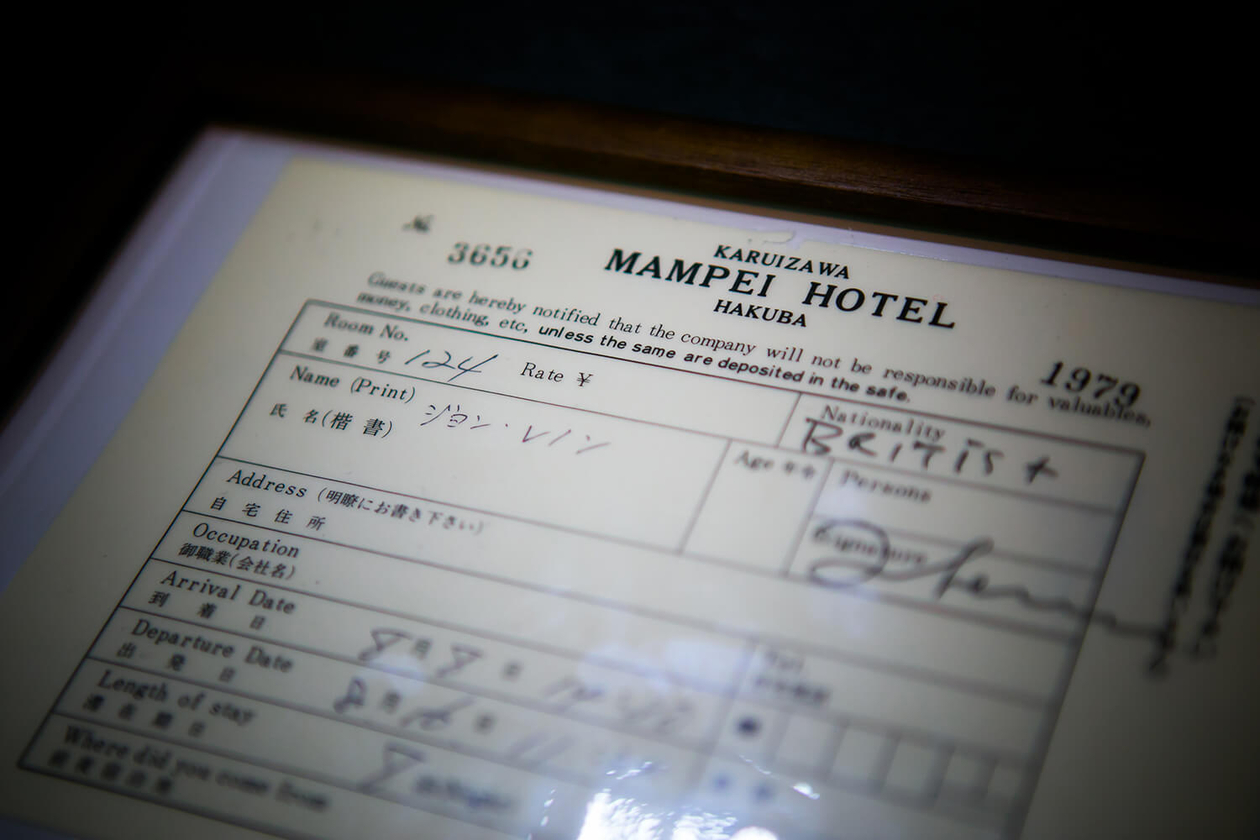 № 3656
KARUIZAWA
MAMPEI HOTEL
HAKUBA
1979
Guests are hereby notified that the company will not be responsible for valuables,
money, clothing, etc, unless the same are deposited in the safe.
Room No.
室番号 124 Rate ¥
Nationality
BRITISH
Name (Print)
氏名(楷書) ジョン・レノン
Age
Persons
Signature
Address (明瞭にお書き下さい)
自宅住所
Occupation
御職業(会社名)
Arrival Date
到着日 8月
Departure Date
出発日 8月
Length of stay
滞在期日
Where did you come from